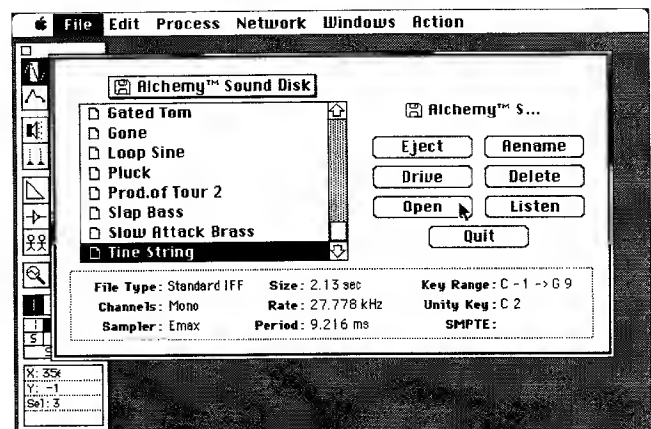 File Edit Process Network Windows Action
Alchemy™ Sound Disk
Gated Tom
Gone
Loop Sine
Pluck
Prod.of Tour 2
Slap Bass
Slow Attack Brass
Tine String
Alchemy™ S...
Eject Rename
Drive Delete
Open Listen
Quit
File Type: Standard IFF Size: 2.13 sec Key Range: C -1 -> G 9
Channels: Mono Rate: 27.778 kHz Unity Key: C 2
Sampler: Emax Period: 9.216 ms SMPTE:
S
X: 35
Y: -1
Sel: 3